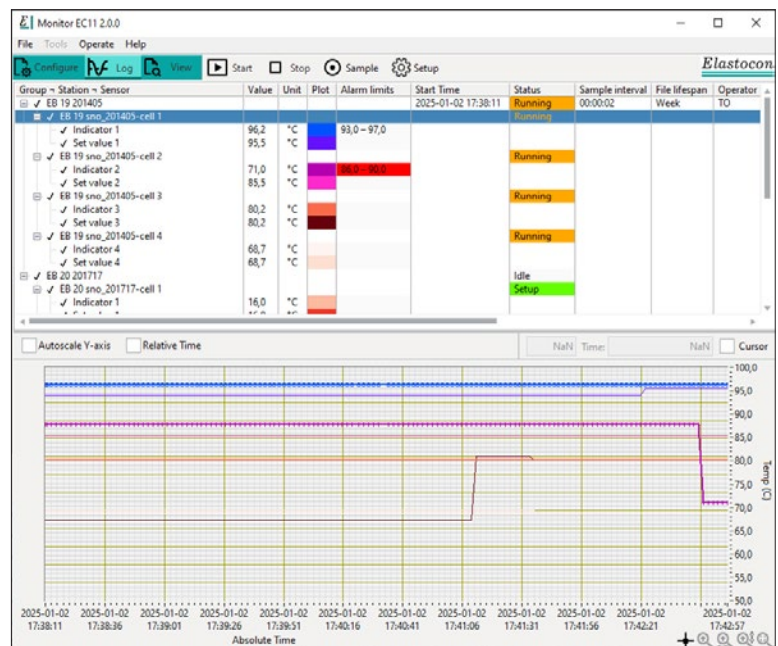 Monitor EC11 2.0.0
File Tools Operate Help
Configure Log View Start Stop Sample Setup Elastocon
Group ¬ Station ¬ Sensor Value Unit Plot Alarm limits Start Time Status Sample interval File lifespan Operator
EB 19 201405 2025-01-02 17:38:11 Running 00:00:02 Week TO
EB 19 sno_201405-cell 1 Running
Indicator 1 96,2 °C 93,0 – 97,0
Set value 1 95,5 °C
EB 19 sno_201405-cell 2 Running
Indicator 2 71,0 °C 86,0 – 90,0
Set value 2 85,5 °C
EB 19 sno_201405-cell 3 Running
Indicator 3 80,2 °C
Set value 3 80,2 °C
EB 19 sno_201405-cell 4 Running
Indicator 4 68,7 °C
Set value 4 68,7 °C
EB 20 201717 Idle
EB 20 sno_201717-cell 1 Setup
Indicator 1 16,0 °C
Autoscale Y-axis Relative Time NaN Time: NaN Cursor
100,0
95,0
90,0
85,0
80,0
75,0
70,0
65,0
60,0
55,0
50,0
Temp (C)
2025-01-02 2025-01-02 2025-01-02 2025-01-02 2025-01-02 2025-01-02 2025-01-02 2025-01-02 2025-01-02 2025-01-02 2025-01-02 2025-01-02
17:38:11 17:38:36 17:39:01 17:39:26 17:39:51 17:40:16 17:40:41 17:41:06 17:41:31 17:41:56 17:42:21 17:42:57
Absolute Time